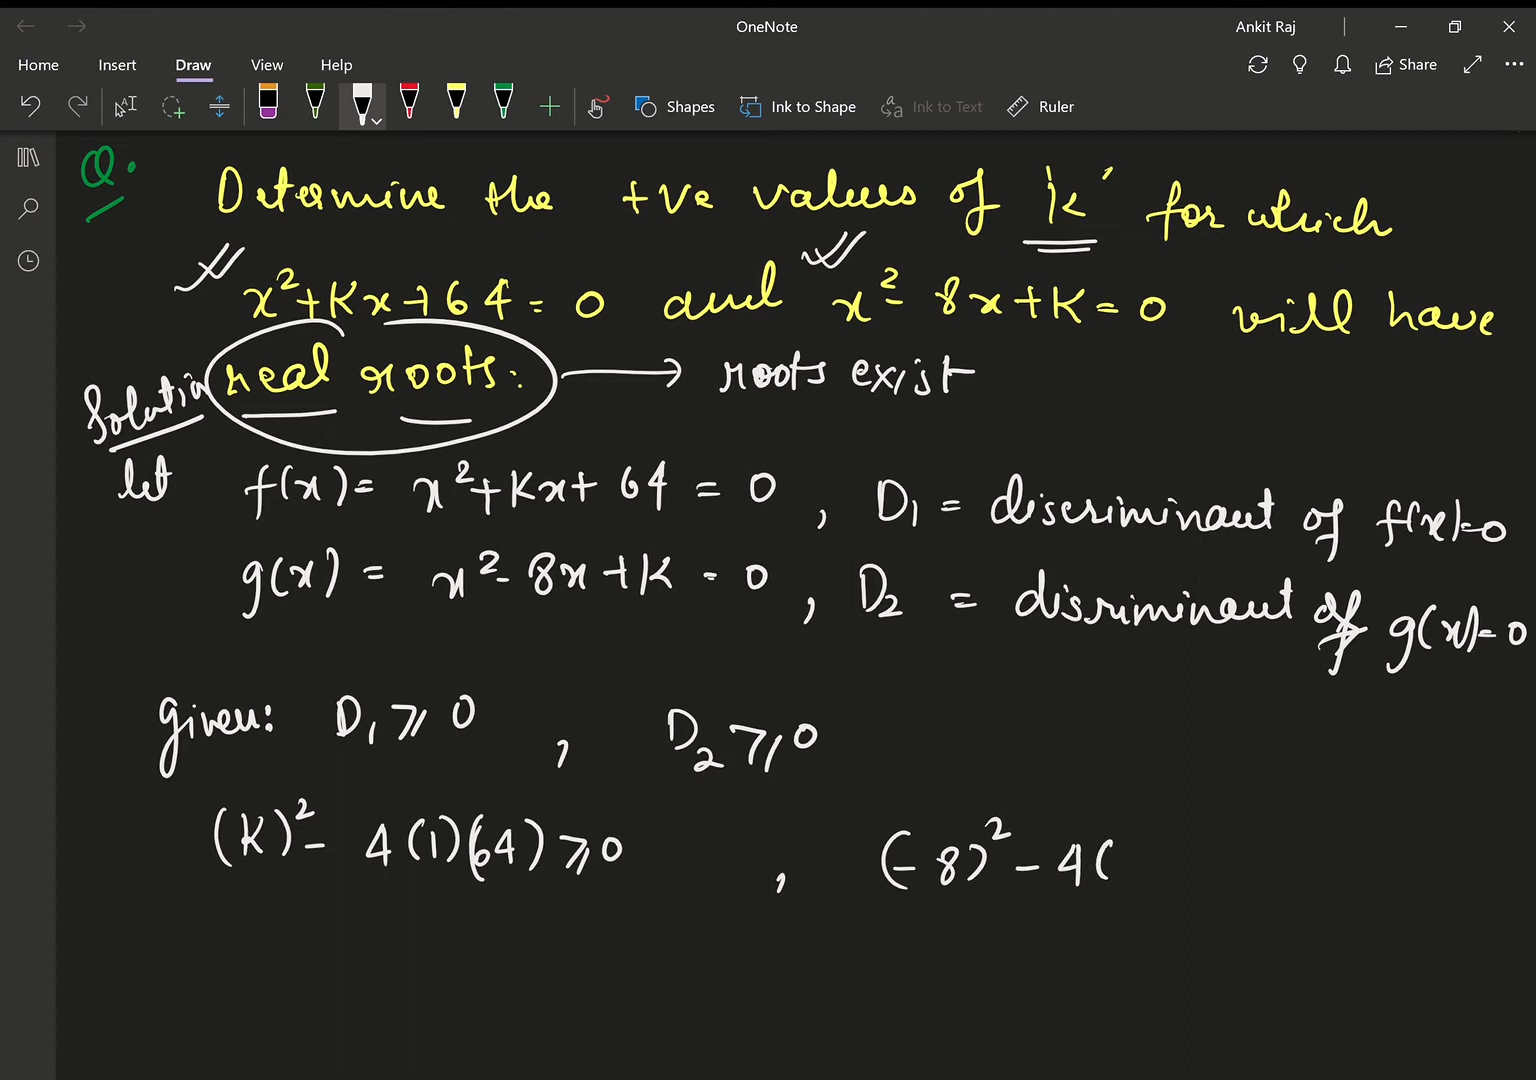 OneNote
Ankit Raj
Home Insert Draw View Help
Share
Shapes Ink to Shape Ink to Text Ruler
Q.
Determine the +ve values of 'k' for which
x²+Kx+64=0 and x²-8x+K=0 will have
real roots. → roots exist
Solution
let f(x)= x²+Kx+64 = 0 , D₁ = discriminant of f(x)=0
g(x) = x²-8x+K=0 , D₂ = disriminant of g(x)=0
given: D₁ ⩾ 0 , D₂ ⩾ 0
(K)²- 4(1)(64) ⩾ 0 , (-8)² - 4(